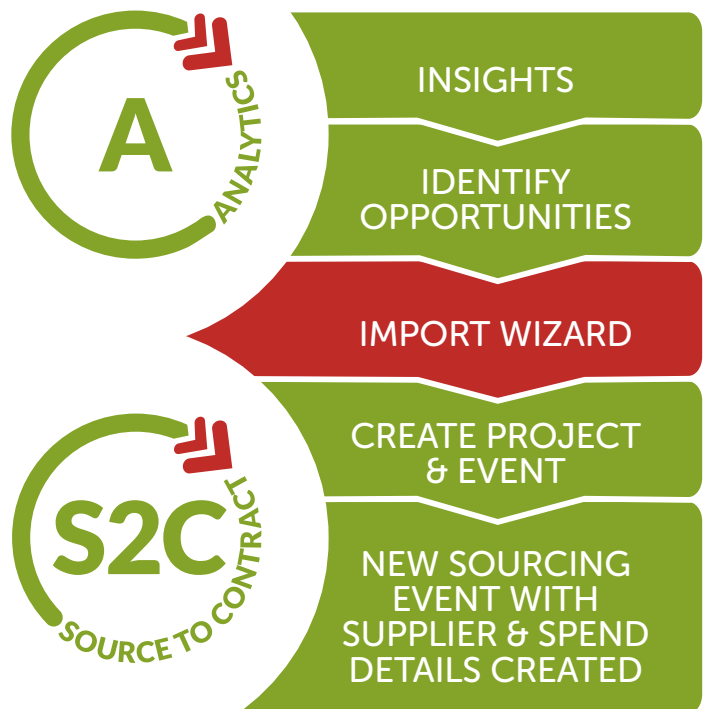 A
ANALYTICS
INSIGHTS
IDENTIFY
OPPORTUNITIES
IMPORT WIZARD
S2C
SOURCE TO CONTRACT
CREATE PROJECT
& EVENT
NEW SOURCING
EVENT WITH
SUPPLIER & SPEND
DETAILS CREATED